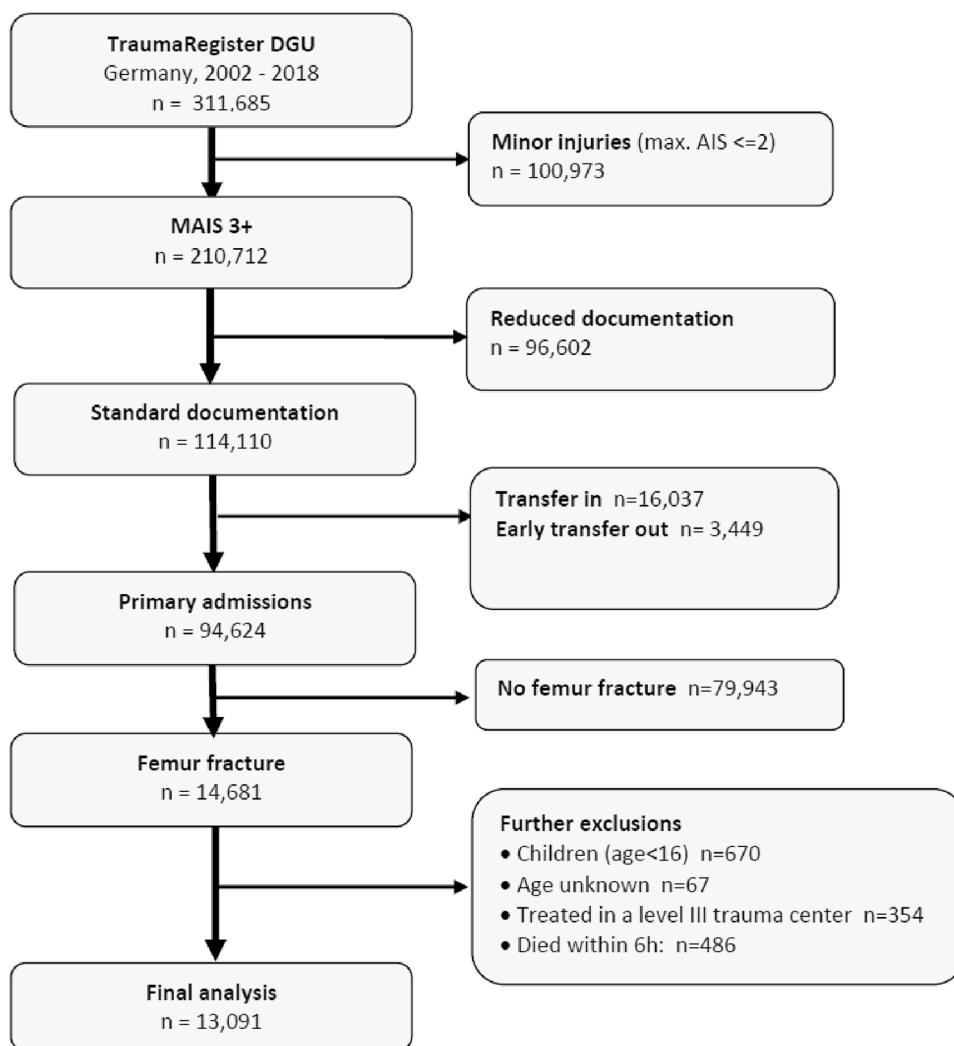 TraumaRegister DGU
Germany, 2002 - 2018
n = 311,685
Minor injuries (max. AIS <=2)
n = 100,973
MAIS 3+
n = 210,712
Reduced documentation
n = 96,602
Standard documentation
n = 114,110
Transfer in n=16,037
Early transfer out n= 3,449
Primary admissions
n = 94,624
No femur fracture n=79,943
Femur fracture
n = 14,681
Further exclusions
• Children (age<16) n=670
• Age unknown n=67
• Treated in a level III trauma center n=354
• Died within 6h: n=486
Final analysis
n = 13,091